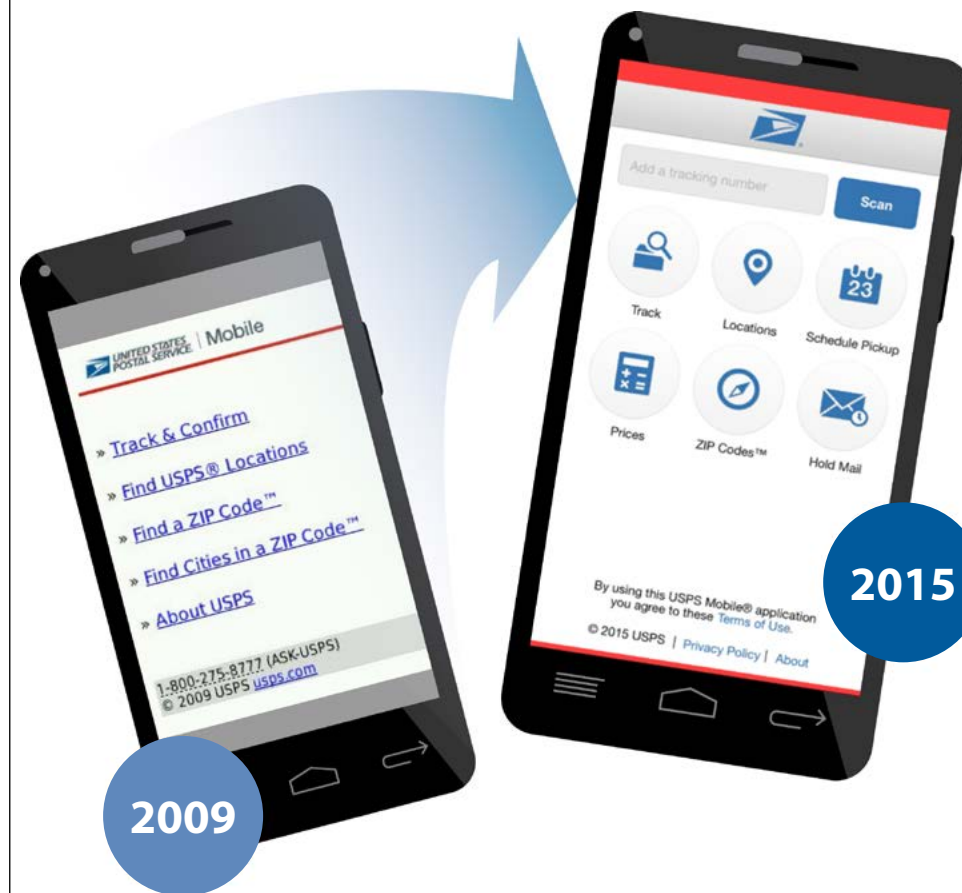 UNITED STATES
POSTAL SERVICE | Mobile
» Track & Confirm
» Find USPS® Locations
» Find a ZIP Code™
» Find Cities in a ZIP Code™
» About USPS
1-800-275-8777 (ASK-USPS)
© 2009 USPS usps.com
2009
Add a tracking number
Scan
23
Track
Locations
Schedule Pickup
Prices
ZIP Codes™
Hold Mail
By using this USPS Mobile® application
you agree to these Terms of Use.
© 2015 USPS | Privacy Policy | About
2015